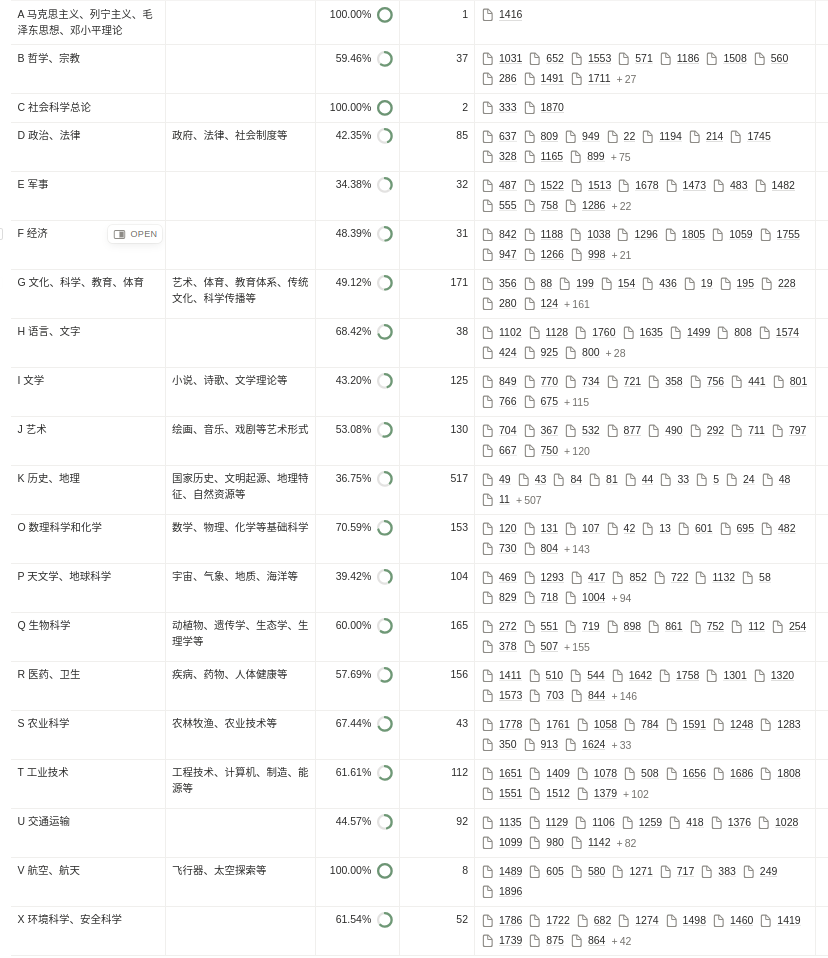 A 马克思主义、列宁主义、毛 100.00% 1 1416
泽东思想、邓小平理论
B 哲学、宗教 59.46% 37 1031 652 1553 571 1186 1508 560
286 1491 1711 + 27
C 社会科学总论 100.00% 2 333 1870
D 政治、法律 政府、法律、社会制度等 42.35% 85 637 809 949 22 1194 214 1745
328 1165 899 + 75
E 军事 34.38% 32 487 1522 1513 1678 1473 483 1482
555 758 1286 + 22
F 经济 OPEN 48.39% 31 842 1188 1038 1296 1805 1059 1755
947 1266 998 + 21
G 文化、科学、教育、体育 艺术、体育、教育体系、传统 49.12% 171 356 88 199 154 436 19 195 228
文化、科学传播等 280 124 + 161
H 语言、文字 68.42% 38 1102 1128 1760 1635 1499 808 1574
424 925 800 + 28
I 文学 小说、诗歌、文学理论等 43.20% 125 849 770 734 721 358 756 441 801
766 675 + 115
J 艺术 绘画、音乐、戏剧等艺术形式 53.08% 130 704 367 532 877 490 292 711 797
667 750 + 120
K 历史、地理 国家历史、文明起源、地理特 36.75% 517 49 43 84 81 44 33 5 24 48
征、自然资源等 11 + 507
O 数理科学和化学 数学、物理、化学等基础科学 70.59% 153 120 131 107 42 13 601 695 482
730 804 + 143
P 天文学、地球科学 宇宙、气象、地质、海洋等 39.42% 104 469 1293 417 852 722 1132 58
829 718 1004 + 94
Q 生物科学 动植物、遗传学、生态学、生 60.00% 165 272 551 719 898 861 752 112 254
理学等 378 507 + 155
R 医药、卫生 疾病、药物、人体健康等 57.69% 156 1411 510 544 1642 1758 1301 1320
1573 703 844 + 146
S 农业科学 农林牧渔、农业技术等 67.44% 43 1778 1761 1058 784 1591 1248 1283
350 913 1624 + 33
T 工业技术 工程技术、计算机、制造、能 61.61% 112 1651 1409 1078 508 1656 1686 1808
源等 1551 1512 1379 + 102
U 交通运输 44.57% 92 1135 1129 1106 1259 418 1376 1028
1099 980 1142 + 82
V 航空、航天 飞行器、太空探索等 100.00% 8 1489 605 580 1271 717 383 249
1896
X 环境科学、安全科学 61.54% 52 1786 1722 682 1274 1498 1460 1419
1739 875 864 + 42